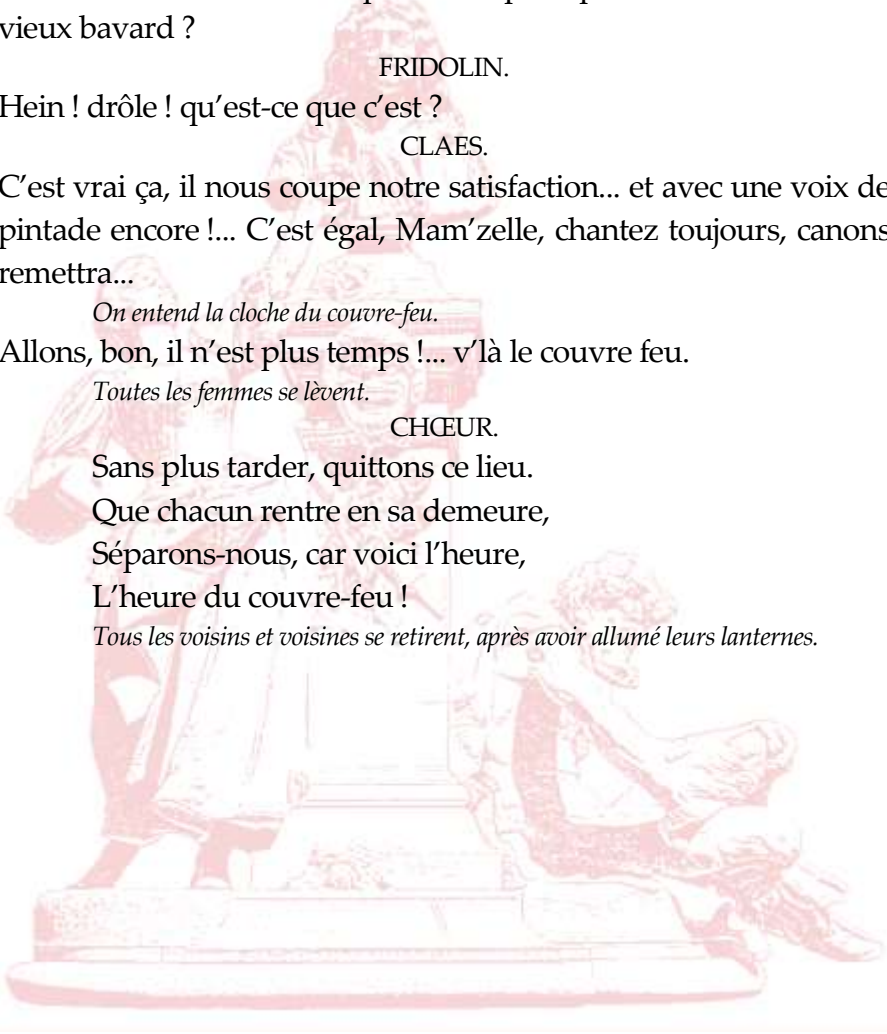 vieux bavard ?
FRIDOLIN.
Hein ! drôle ! qu’est-ce que c’est ?
CLAES.
C’est vrai ça, il nous coupe notre satisfaction... et avec une voix de
pintade encore !... C’est égal, Mam’zelle, chantez toujours, canons
remettra...
On entend la cloche du couvre-feu.
Allons, bon, il n’est plus temps !... v’là le couvre feu.
Toutes les femmes se lèvent.
CHŒUR.
Sans plus tarder, quittons ce lieu.
Que chacun rentre en sa demeure,
Séparons-nous, car voici l’heure,
L’heure du couvre-feu !
Tous les voisins et voisines se retirent, après avoir allumé leurs lanternes.